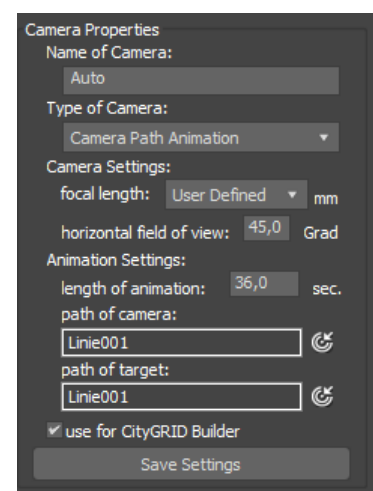 Camera Properties
Name of Camera:
Auto
Type of Camera:
Camera Path Animation
Camera Settings:
focal length: User Defined mm
horizontal field of view: 45,0 Grad
Animation Settings:
length of animation: 36,0 sec.
path of camera:
Linie001
path of target:
Linie001
use for CityGRID Builder
Save Settings